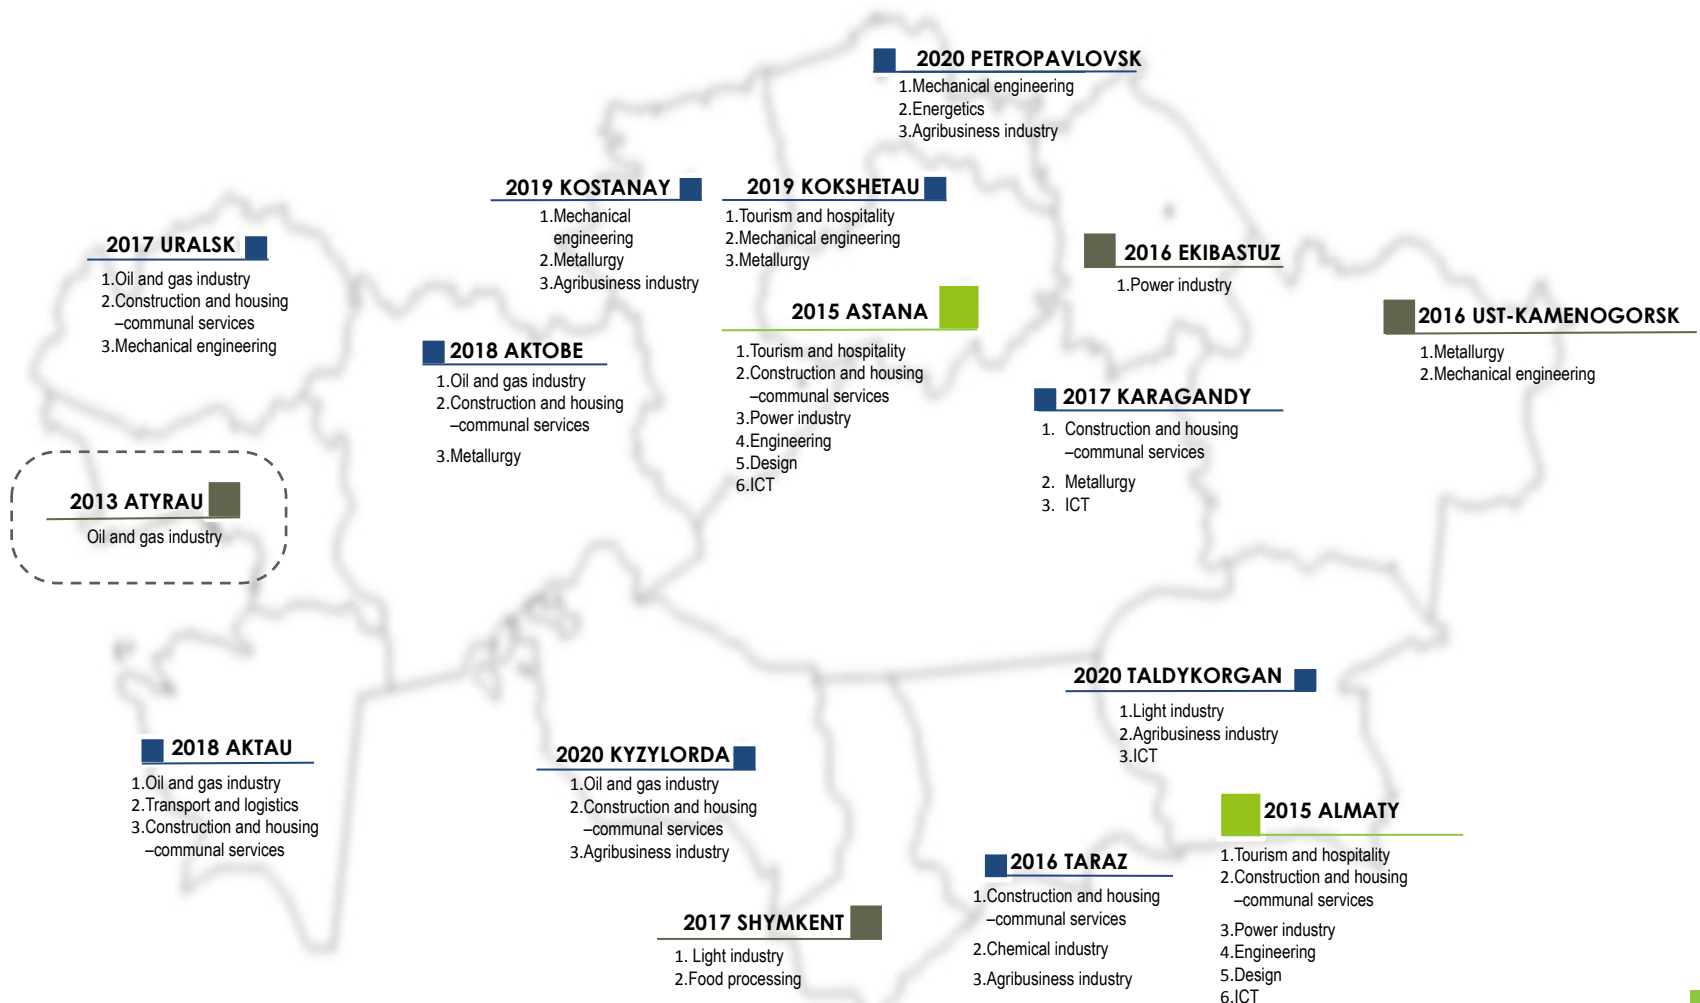 2020 PETROPAVLOVSK
1.Mechanical engineering
2.Energetics
3.Agribusiness industry
2019 KOSTANAY
1.Mechanical
engineering
2.Metallurgy
3.Agribusiness industry
2019 KOKSHETAU
1.Tourism and hospitality
2.Mechanical engineering
3.Metallurgy
2017 URALSK
1.Oil and gas industry
2.Construction and housing
–communal services
3.Mechanical engineering
2016 EKIBASTUZ
1.Power industry
2015 ASTANA
1.Tourism and hospitality
2.Construction and housing
–communal services
3.Power industry
4.Engineering
5.Design
6.ICT
2016 UST-KAMENOGORSK
1.Metallurgy
2.Mechanical engineering
2018 AKTOBE
1.Oil and gas industry
2.Construction and housing
–communal services
3.Metallurgy
2017 KARAGANDY
1. Construction and housing
–communal services
2. Metallurgy
3. ICT
2013 ATYRAU
Oil and gas industry
2020 TALDYKORGAN
1.Light industry
2.Agribusiness industry
3.ICT
2018 AKTAU
1.Oil and gas industry
2.Transport and logistics
3.Construction and housing
–communal services
2020 KYZYLORDA
1.Oil and gas industry
2.Construction and housing
–communal services
3.Agribusiness industry
2015 ALMATY
1.Tourism and hospitality
2.Construction and housing
–communal services
3.Power industry
4.Engineering
5.Design
6.ICT
2016 TARAZ
1.Construction and housing
–communal services
2.Chemical industry
3.Agribusiness industry
2017 SHYMKENT
1. Light industry
2.Food processing